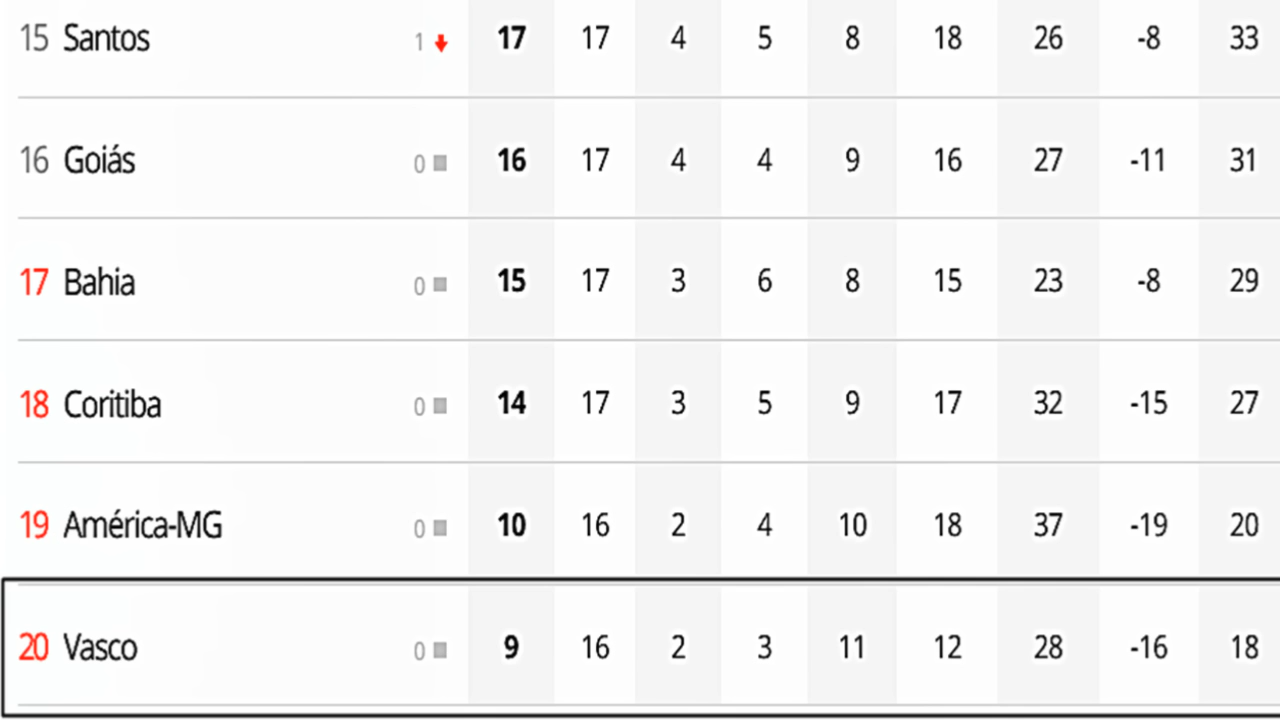 15 Santos 1 17 17 4 5 8 18 26 -8 33
16 Goiás 0 16 17 4 4 9 16 27 -11 31
17 Bahia 0 15 17 3 6 8 15 23 -8 29
18 Coritiba 0 14 17 3 5 9 17 32 -15 27
19 América-MG 0 10 16 2 4 10 18 37 -19 20
20 Vasco 0 9 16 2 3 11 12 28 -16 18